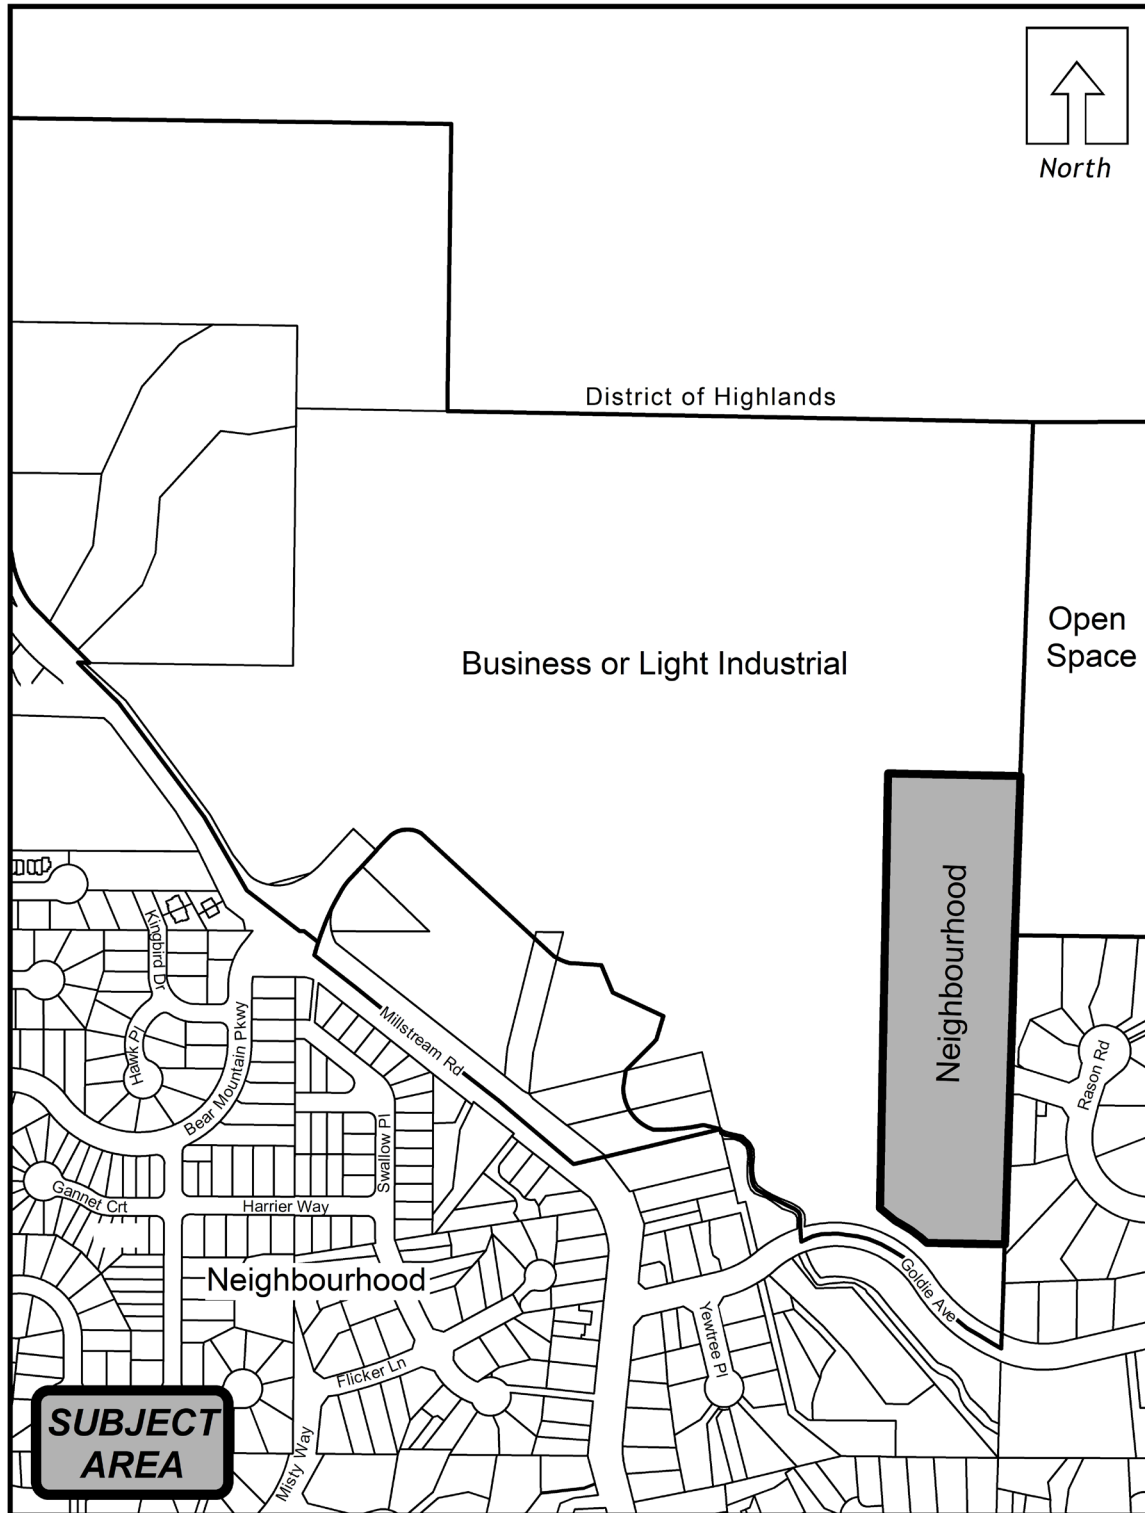 North
District of Highlands
Open
Space
Business or Light Industrial
Neighbourhood
Kingbird Dr
Hawk Pl
Bear Mountain Pkwy
Millstream Rd
Rason Rd
Swallow Pl
Gannet Crt
Harrier Way
Neighbourhood
Goldie Ave
Yewtree Pl
Flicker Ln
Misty Way
SUBJECT
AREA